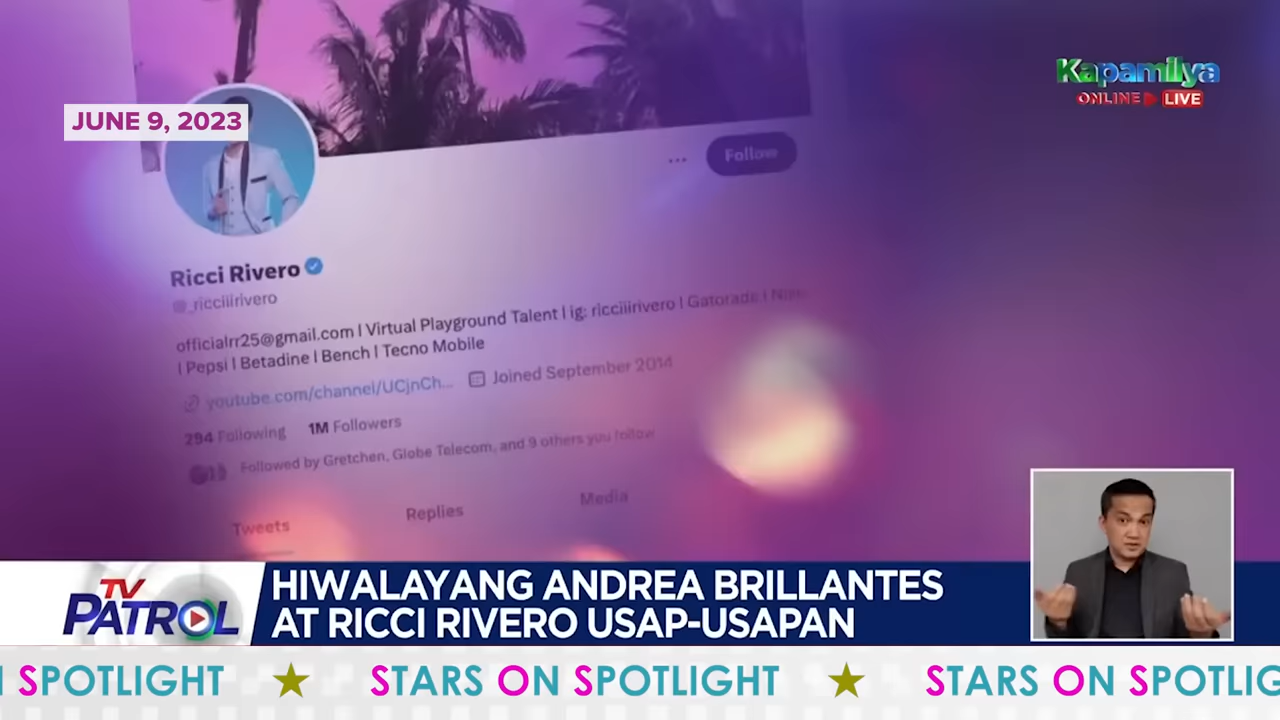 Kapamilya
ONLINE LIVE
JUNE 9, 2023
Follow
Ricci Rivero
@_ricciiirivero
officialrr25@gmail.com | Virtual Playground Talent | ig: ricciiirivero | Gatorade |
| Pepsi | Betadine | Bench | Tecno Mobile
youtube.com/channel/UCjnCh... Joined September 2014
294 Following 1M Followers
Followed by Gretchen, Globe Telecom, and 9 others you follow
Tweets Replies Media
TV PATROL
HIWALAYANG ANDREA BRILLANTES
AT RICCI RIVERO USAP-USAPAN
N SPOTLIGHT ★ STARS ON SPOTLIGHT ★ STARS ON SPOTLIG